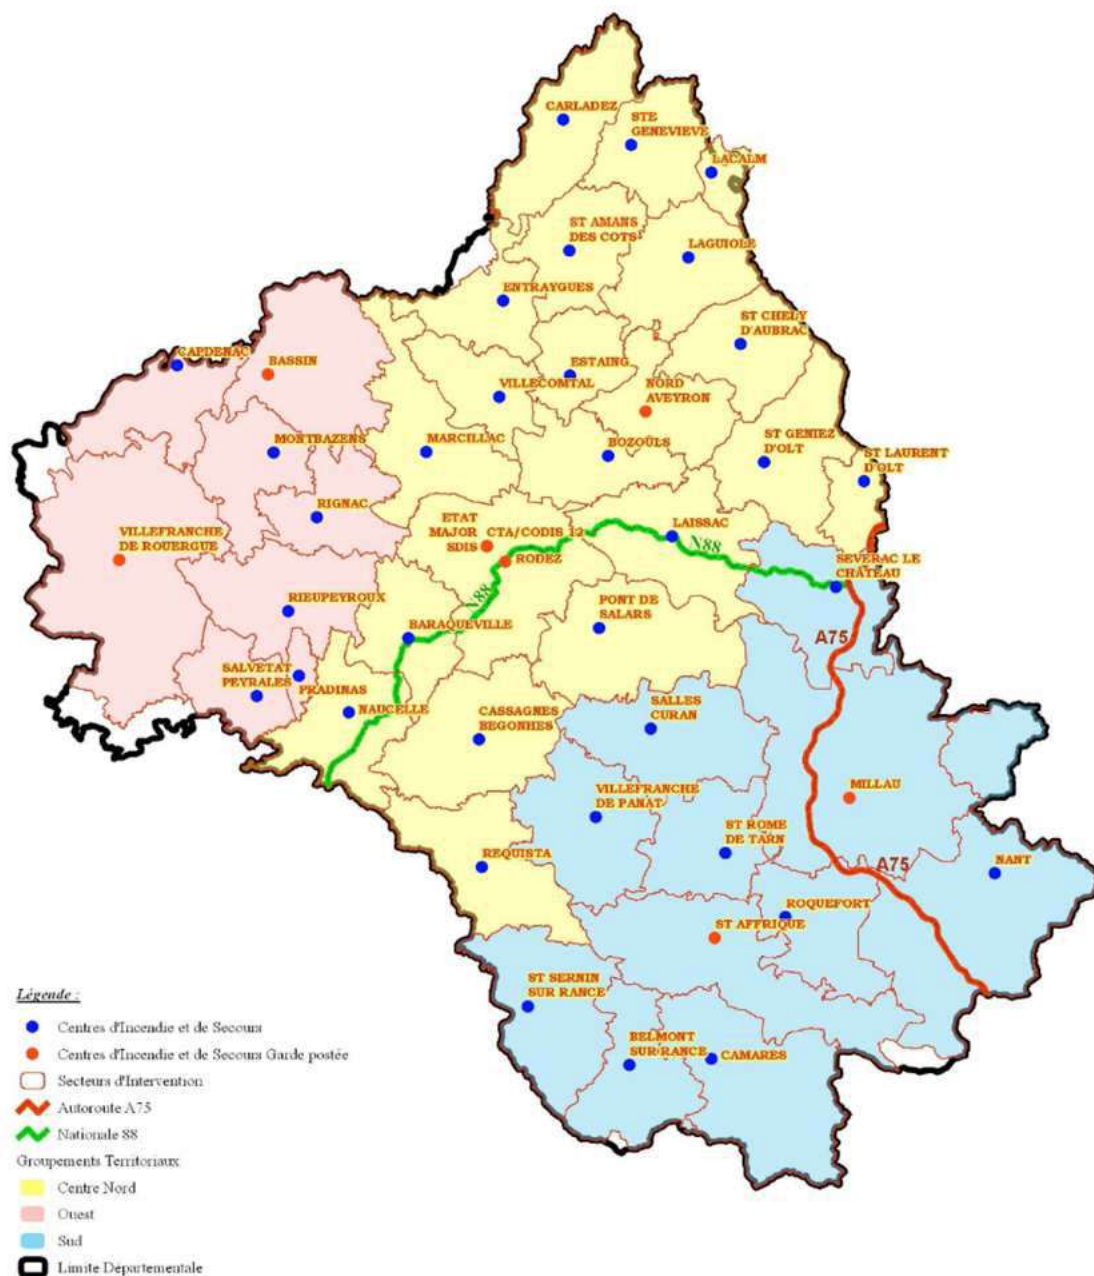 CARLADEZ
STE
GENEVIEVE
LACALM
ST AMANS
DES COTS
LAGUIOLE
ENTRAYGUES
ST CHELY
D'AUBRAC
CAPDENAC
BASSIN
ESTAING
VILLECOMTAL
NORD
AVEYRON
MONTBAZENS
MARCILLAC
BOZOULS
ST GENIEZ
D'OLT
ST LAURENT
D'OLT
RIGNAC
VILLEFRANCHE
DE ROUERGUE
ETAT
MAJOR
SDIS
CTA/CODIS 12
RODEZ
LAISSAC
N88
SEVERAC LE
CHATEAU
N88
RIEUPEYROUX
BARAQUEVILLE
PONT DE
SALARS
A75
SALVETAT
PEYRALES
PRADINAS
NAUCELLE
CASSAGNES
BEGONHES
SALLES
CURAN
MILLAU
VILLEFRANCHE
DE PANAT
ST ROME
DE TARN
REQUISTA
A75
NANT
ROQUEFORT
ST AFFRIQUE
ST SERNIN
SUR RANCE
BELMONT
SUR RANCE
CAMARES
Légende :
Centres d'Incendie et de Secours
Centres d'Incendie et de Secours Garde postée
Secteurs d'Intervention
Autoroute A75
Nationale 88
Groupements Territoriaux
Centre Nord
Ouest
Sud
Limite Départementale